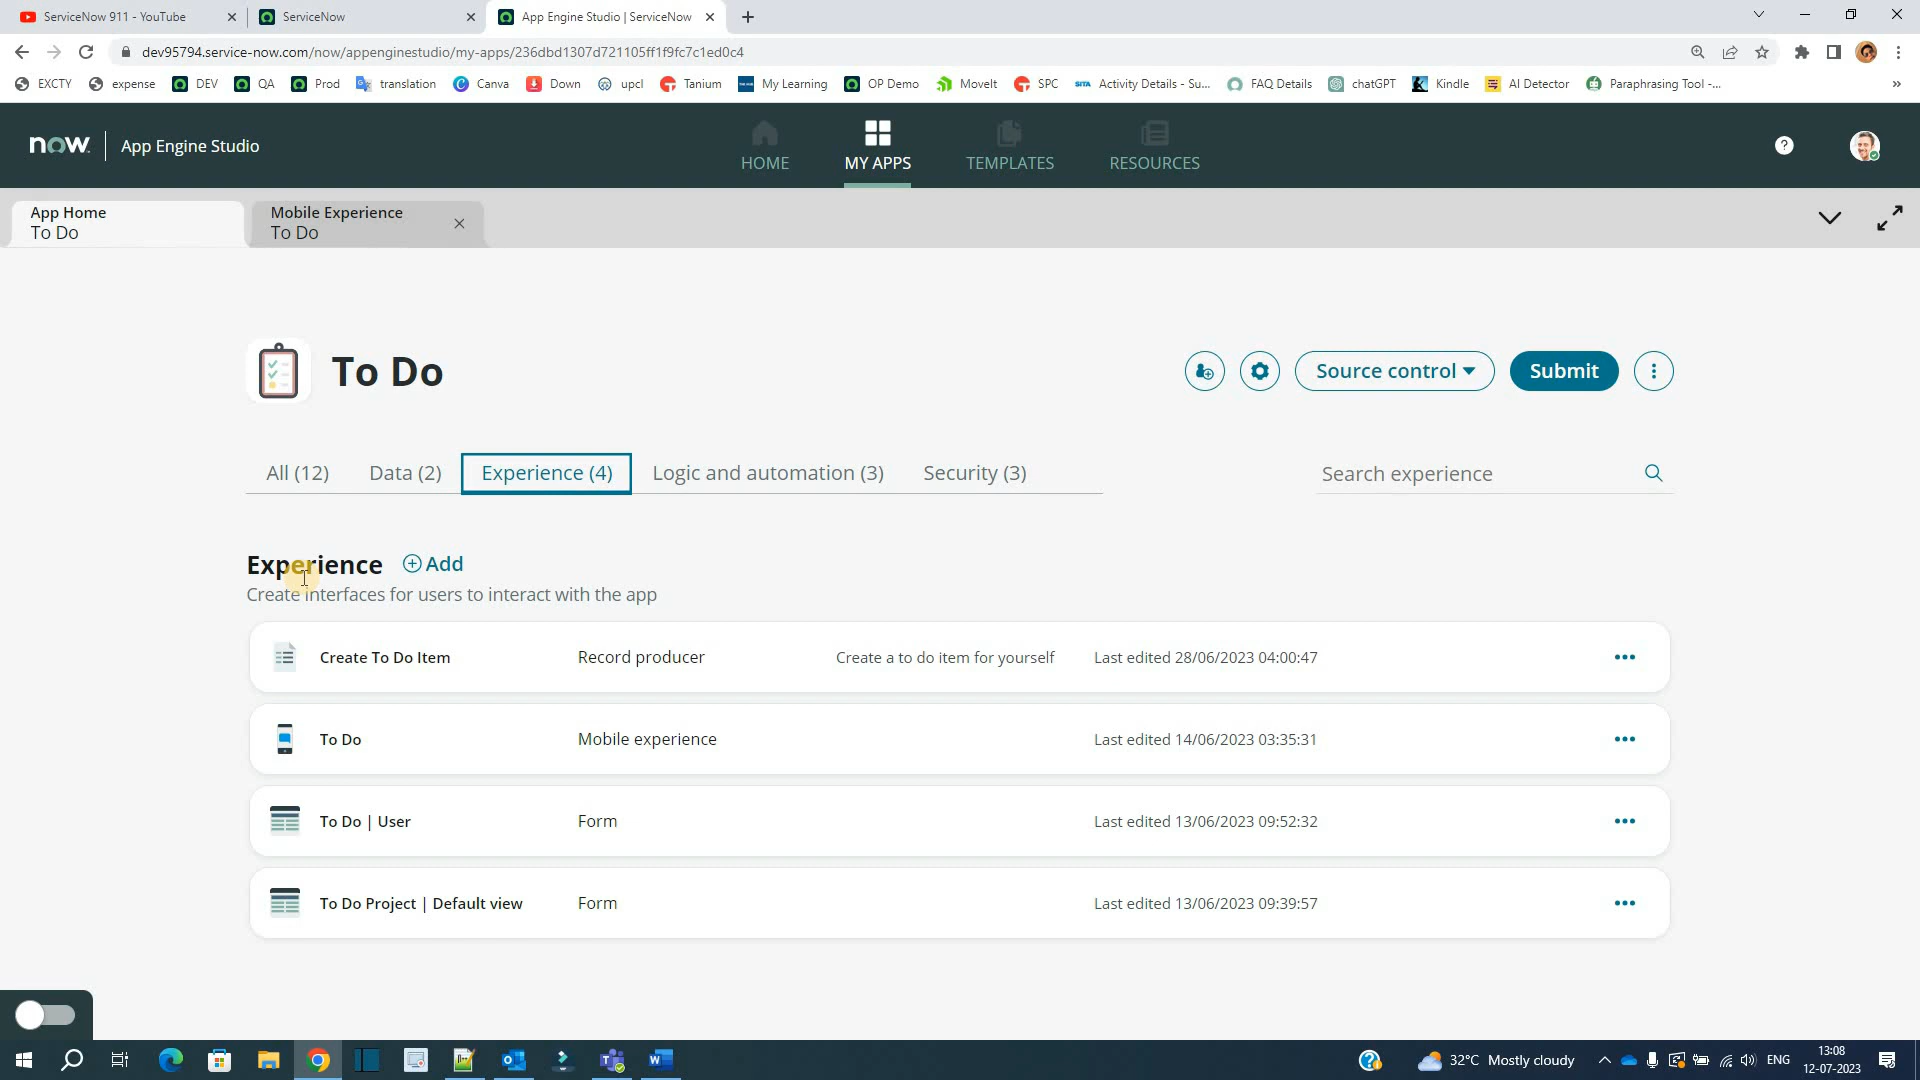 ServiceNow 911 - YouTube
ServiceNow
App Engine Studio | ServiceNow
dev95794.service-now.com/now/appenginestudio/my-apps/236dbd1307d721105ff1f9fc7c1ed0c4
EXCTY
expense
DEV
QA
Prod
translation
Canva
Down
upcl
Tanium
My Learning
OP Demo
MoveIt
SPC
SITA Activity Details - Su...
FAQ Details
chatGPT
Kindle
AI Detector
Paraphrasing Tool -...
»
now. App Engine Studio
HOME
MY APPS
TEMPLATES
RESOURCES
App Home
To Do
Mobile Experience
To Do
To Do
Source control
Submit
All (12)
Data (2)
Experience (4)
Logic and automation (3)
Security (3)
Search experience
Experience
Add
Create interfaces for users to interact with the app
Create To Do Item Record producer Create a to do item for yourself Last edited 28/06/2023 04:00:47
To Do Mobile experience Last edited 14/06/2023 03:35:31
To Do | User Form Last edited 13/06/2023 09:52:32
To Do Project | Default view Form Last edited 13/06/2023 09:39:57
32°C Mostly cloudy
ENG
13:08
12-07-2023